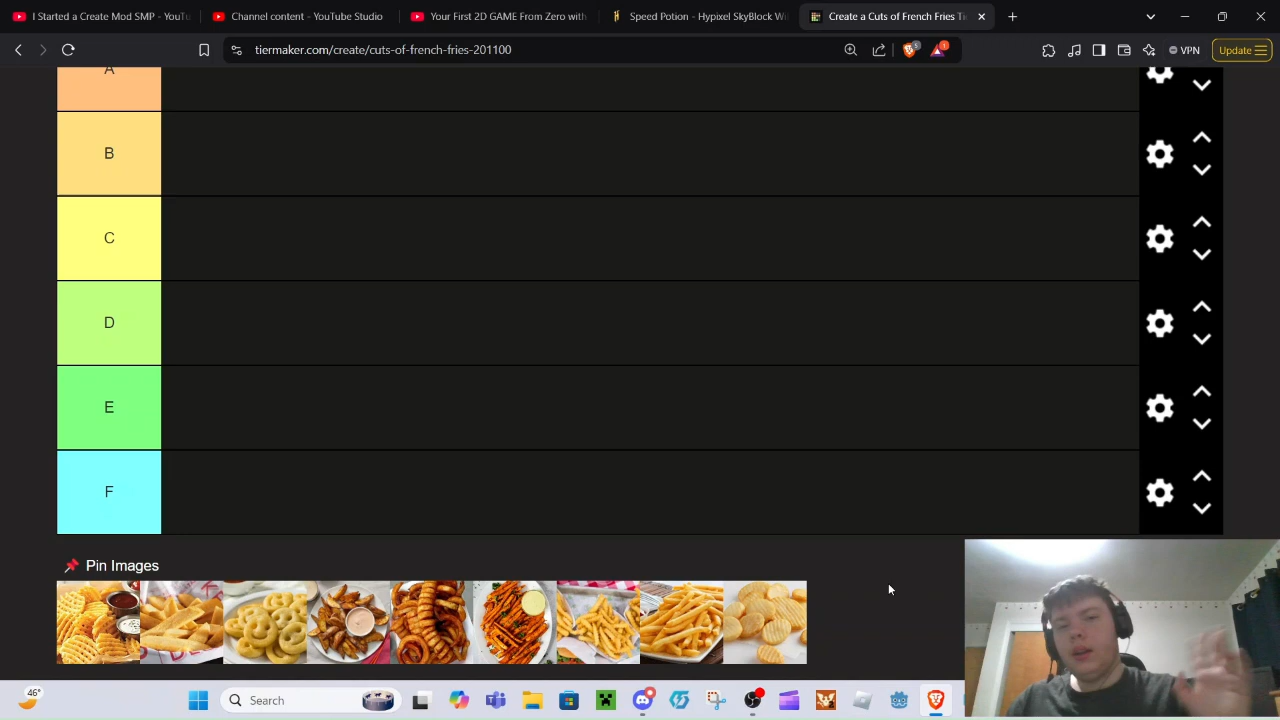 I Started a Create Mod SMP - YouTu
Channel content - YouTube Studio
Your First 2D GAME From Zero with
Speed Potion - Hypixel SkyBlock Wi
Create a Cuts of French Fries Ti
tiermaker.com/create/cuts-of-french-fries-201100
VPN
Update
A
B
C
D
E
F
Pin Images
46°
Search